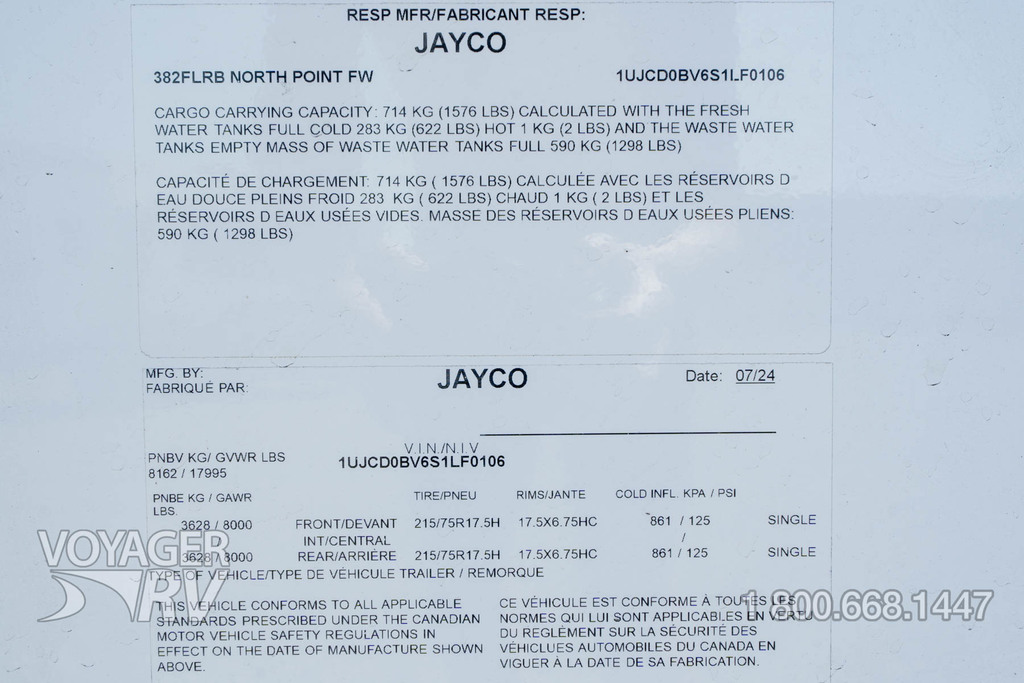 RESP MFR/FABRICANT RESP:
JAYCO
382FLRB NORTH POINT FW 1UJCD0BV6S1LF0106
CARGO CARRYING CAPACITY: 714 KG (1576 LBS) CALCULATED WITH THE FRESH
WATER TANKS FULL COLD 283 KG (622 LBS) HOT 1 KG (2 LBS) AND THE WASTE WATER
TANKS EMPTY MASS OF WASTE WATER TANKS FULL 590 KG (1298 LBS)
CAPACITÉ DE CHARGEMENT: 714 KG ( 1576 LBS) CALCULÉE AVEC LES RÉSERVOIRS D
EAU DOUCE PLEINS FROID 283 KG ( 622 LBS) CHAUD 1 KG ( 2 LBS) ET LES
RÉSERVOIRS D EAUX USÉES VIDES. MASSE DES RÉSERVOIRS D EAUX USÉES PLIENS:
590 KG ( 1298 LBS)
MFG. BY: JAYCO Date: 07/24
FABRIQUÉ PAR:
V.I.N./N.I.V
PNBV KG/ GVWR LBS 1UJCD0BV6S1LF0106
8162 / 17995
PNBE KG / GAWR TIRE/PNEU RIMS/JANTE COLD INFL. KPA / PSI
LBS.
3628 / 8000 FRONT/DEVANT 215/75R17.5H 17.5X6.75HC 861 / 125 SINGLE
INT/CENTRAL /
3628 / 8000 REAR/ARRIÈRE 215/75R17.5H 17.5X6.75HC 861 / 125 SINGLE
TYPE OF VEHICLE/TYPE DE VÉHICULE TRAILER / REMORQUE
THIS VEHICLE CONFORMS TO ALL APPLICABLE
STANDARDS PRESCRIBED UNDER THE CANADIAN
MOTOR VEHICLE SAFETY REGULATIONS IN
EFFECT ON THE DATE OF MANUFACTURE SHOWN
ABOVE.
CE VÉHICULE EST CONFORME À TOUTES LES
NORMES QUI LUI SONT APPLICABLES EN VERTU
DU REGLÉMENT SUR LA SÉCURITÉ DES
VÉHICLUES AUTOMOBILES DU CANADA EN
VIGUER À LA DATE DE SA FABRICATION.
VOYAGER
RV
1.800.668.1447